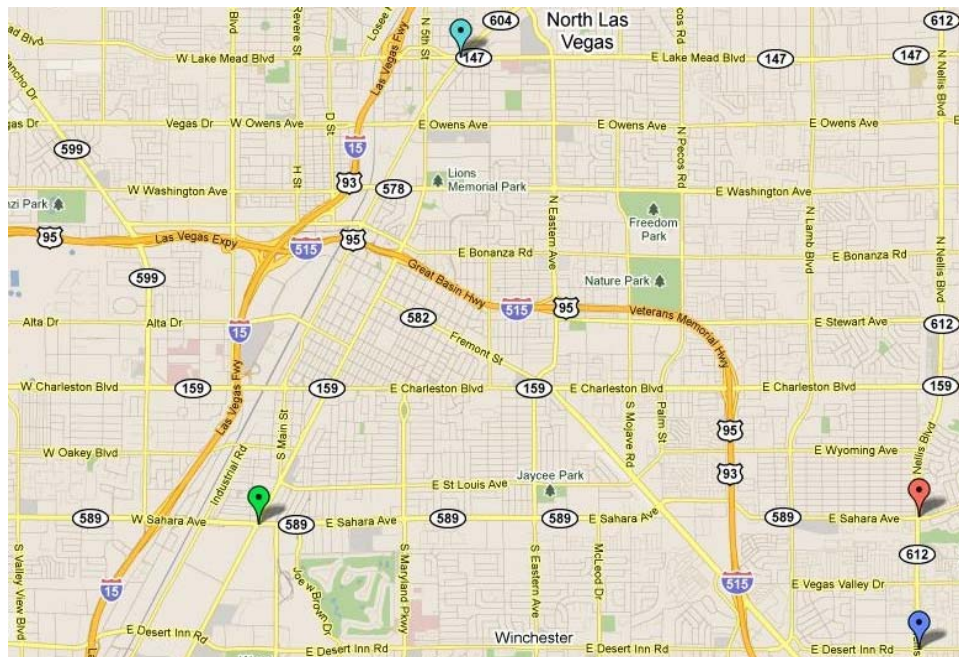 604
North Las
Vegas
612
Revere St
Losee Rd
N 5th St
Las Vegas Fwy
Pecos Rd
W Lake Mead Blvd
147
E Lake Mead Blvd
147
147
N Nellis Blvd
Rancho Dr
Vegas Dr
W Owens Ave
D St
E Owens Ave
E Owens Ave
15
599
N Pecos Rd
H St
Lions
Memorial Park
W Washington Ave
93
578
E Washington Ave
N Eastern Ave
Freedom
Park
N Lamb Blvd
95
Las Vegas Expy
515
95
E Bonanza Rd
E Bonanza Rd
N Nellis Blvd
599
Great Basin Hwy
Nature Park
515
95
Veterans Memorial Hwy
Alta Dr
Alta Dr
15
582
Fremont St
E Stewart Ave
612
W Charleston Blvd
159
159
E Charleston Blvd
159
E Charleston Blvd
159
Las Vegas Fwy
S Main St
S Mojave Rd
Palm St
95
Nellis Blvd
W Oakey Blvd
Industrial Rd
E Wyoming Ave
93
Jaycee Park
E St Louis Ave
589
W Sahara Ave
589
E Sahara Ave
589
589
E Sahara Ave
589
E Sahara Ave
612
S Valley View Blvd
15
Joe W Brown Dr
S Maryland Pkwy
S Eastern Ave
McLeod Dr
515
E Vegas Valley Dr
E Desert Inn Rd
Winchester
E Desert Inn Rd
E Desert Inn Rd